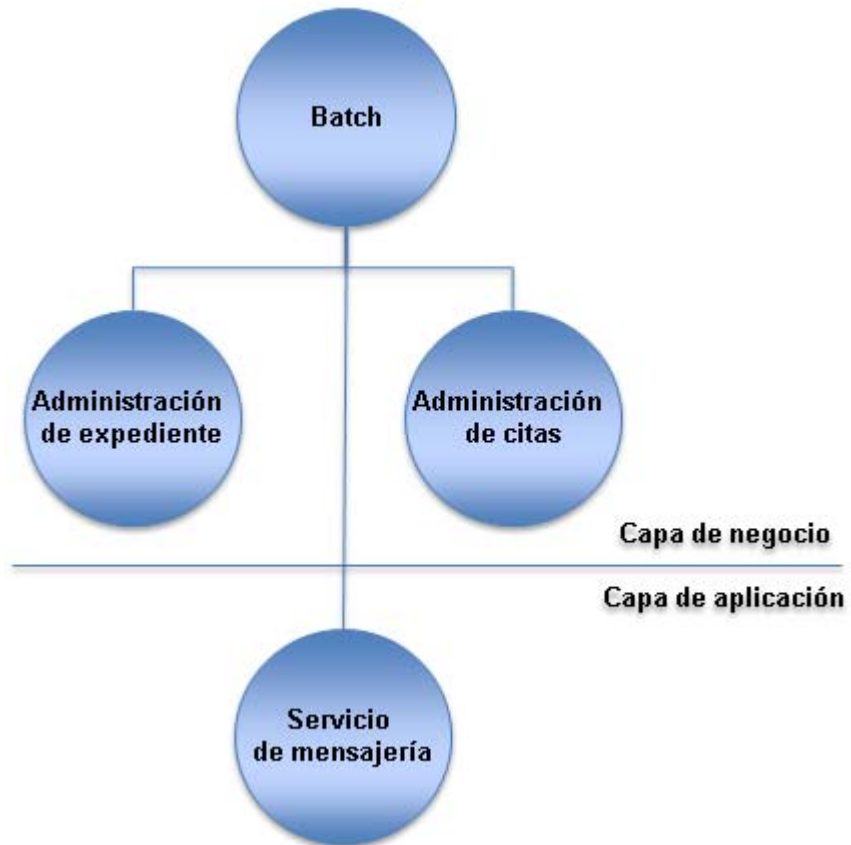 Batch
Administración
de expediente
Administración
de citas
Capa de negocio
Capa de aplicación
Servicio
de mensajería